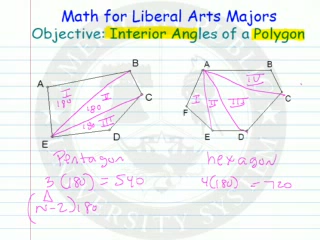 Math for Liberal Arts Majors
Objective: Interior Angles of a Polygon
A
B
C
D
E
I
180
II
180
180 III
A
B
C
D
E
F
I
II
III
IV
Pentagon
hexagon
3 (180) = 540
4(180) = 720
(n-2)180